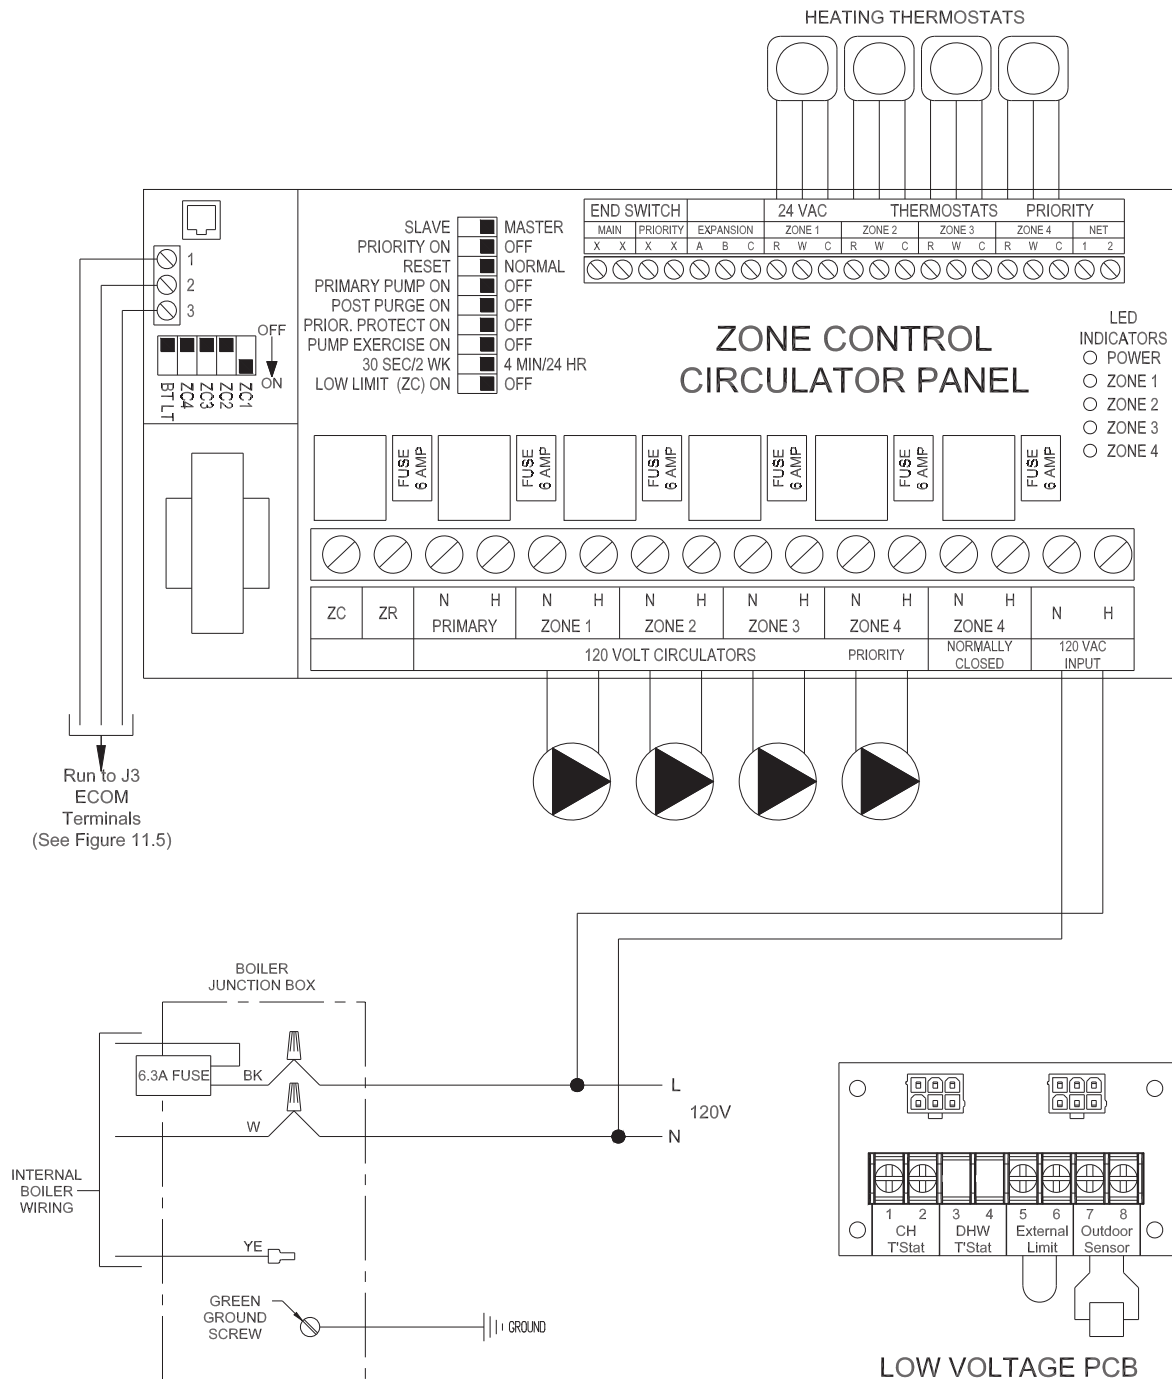 HEATING THERMOSTATS
SLAVE MASTER
PRIORITY ON OFF
RESET NORMAL
PRIMARY PUMP ON OFF
POST PURGE ON OFF
PRIOR. PROTECT ON OFF
PUMP EXERCISE ON OFF
30 SEC/2 WK 4 MIN/24 HR
LOW LIMIT (ZC) ON OFF
END SWITCH 24 VAC THERMOSTATS PRIORITY
MAIN PRIORITY EXPANSION ZONE 1 ZONE 2 ZONE 3 ZONE 4 NET
X X X X A B C R W C R W C R W C R W C 1 2
1
2
3
OFF
ON
BT LT ZC4 ZC3 ZC2 ZC1
ZONE CONTROL
CIRCULATOR PANEL
LED
INDICATORS
POWER
ZONE 1
ZONE 2
ZONE 3
ZONE 4
FUSE 6 AMP
FUSE 6 AMP
FUSE 6 AMP
FUSE 6 AMP
FUSE 6 AMP
FUSE 6 AMP
ZC ZR N H N H N H N H N H N H N H
PRIMARY ZONE 1 ZONE 2 ZONE 3 ZONE 4 ZONE 4
120 VOLT CIRCULATORS PRIORITY NORMALLY CLOSED 120 VAC INPUT
Run to J3
ECOM
Terminals
(See Figure 11.5)
BOILER
JUNCTION BOX
6.3A FUSE
BK
L
120V
W
N
INTERNAL
BOILER
WIRING
YE
GREEN
GROUND
SCREW
GROUND
1 2 3 4 5 6 7 8
CH DHW External Outdoor
T'Stat T'Stat Limit Sensor
LOW VOLTAGE PCB